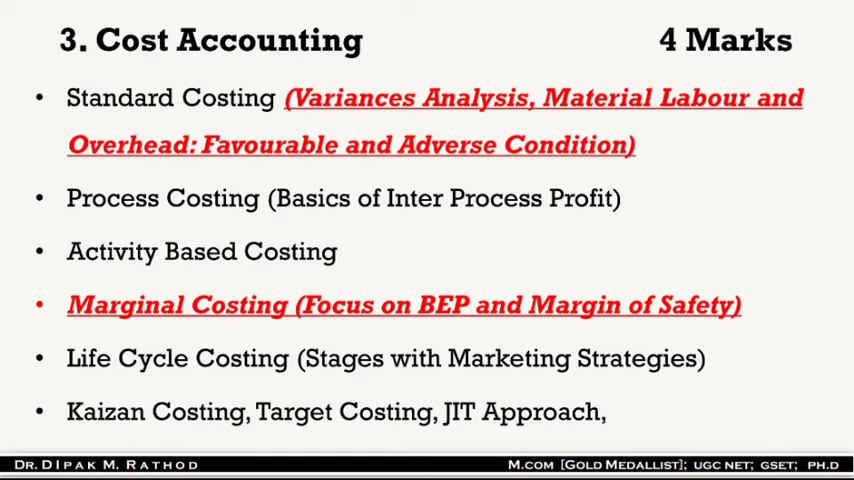 3. Cost Accounting 4 Marks
• Standard Costing (Variances Analysis, Material Labour and
Overhead: Favourable and Adverse Condition)
• Process Costing (Basics of Inter Process Profit)
• Activity Based Costing
• Marginal Costing (Focus on BEP and Margin of Safety)
• Life Cycle Costing (Stages with Marketing Strategies)
• Kaizan Costing, Target Costing, JIT Approach,
DR. DIPAK M. RATHOD M.COM [GOLD MEDALLIST]; UGC NET; GSET; PH.D